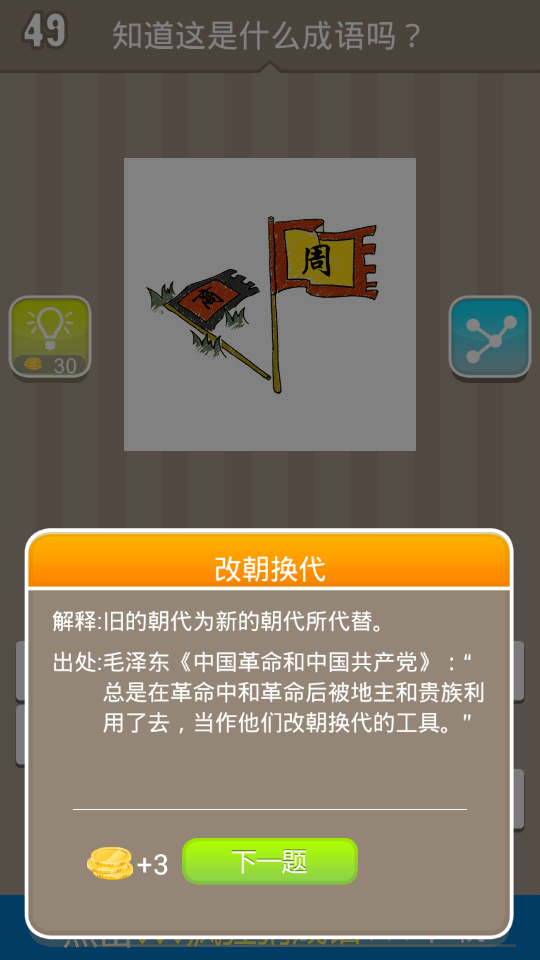 49
知道这是什么成语吗？
周
商
30
改朝换代
解释:旧的朝代为新的朝代所代替。
出处:毛泽东《中国革命和中国共产党》：“
总是在革命中和革命后被地主和贵族利
用了去，当作他们改朝换代的工具。”
+3
下一题